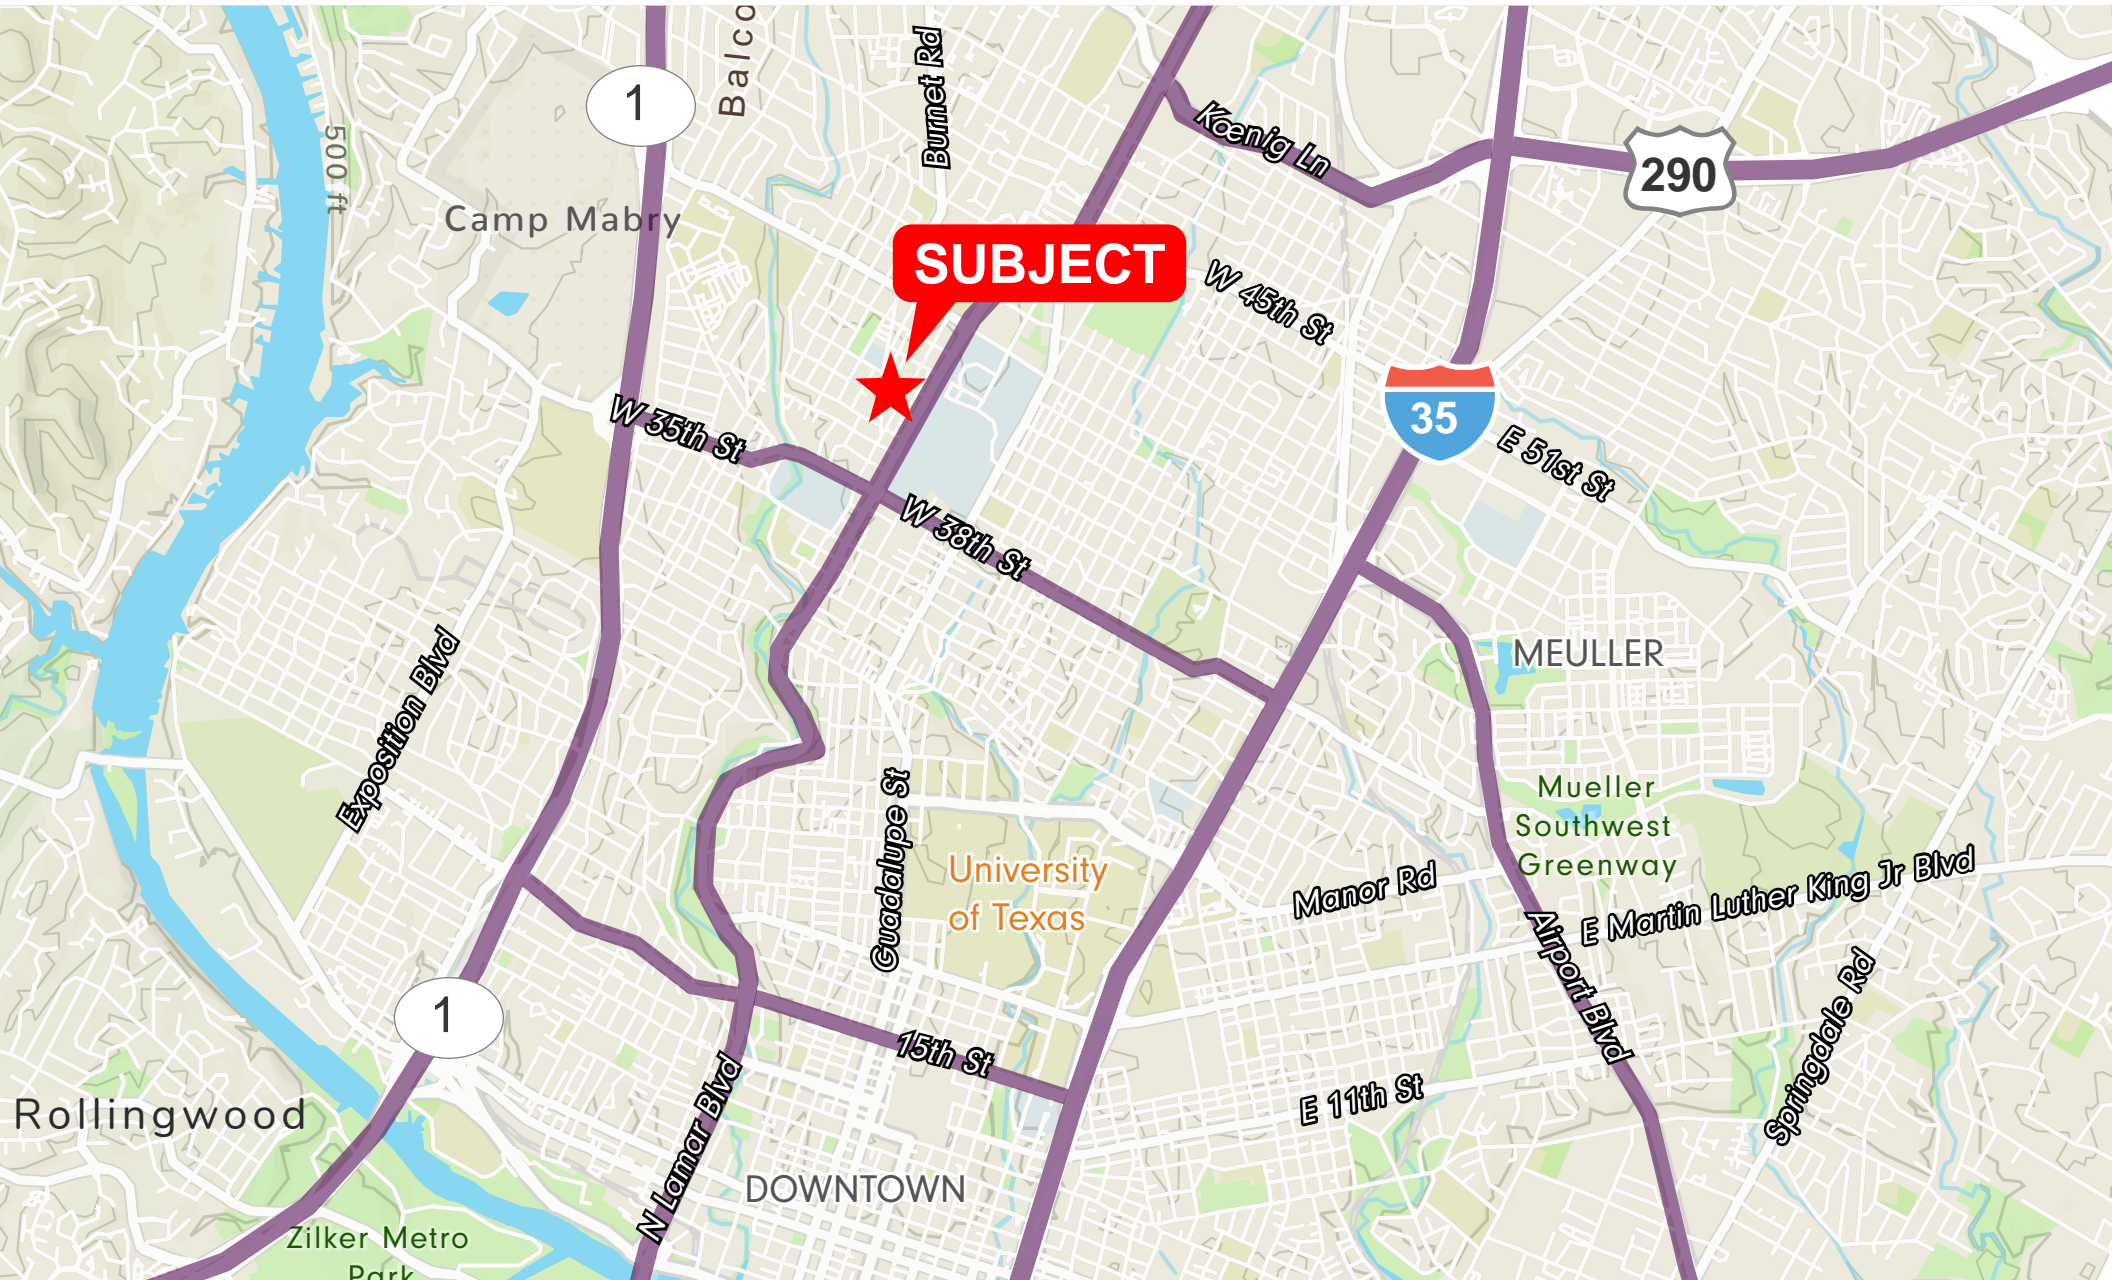 Balco
Burnet Rd
1
Koenig Ln
290
500 ft
Camp Mabry
SUBJECT
W 45th St
35
W 35th St
E 51st St
W 38th St
MEULLER
Exposition Blvd
Mueller
Southwest
Greenway
Guadalupe St
University
of Texas
Manor Rd
E Martin Luther King Jr Blvd
Airport Blvd
Springdale Rd
1
15th St
N Lamar Blvd
E 11th St
Rollingwood
DOWNTOWN
Zilker Metro
Park